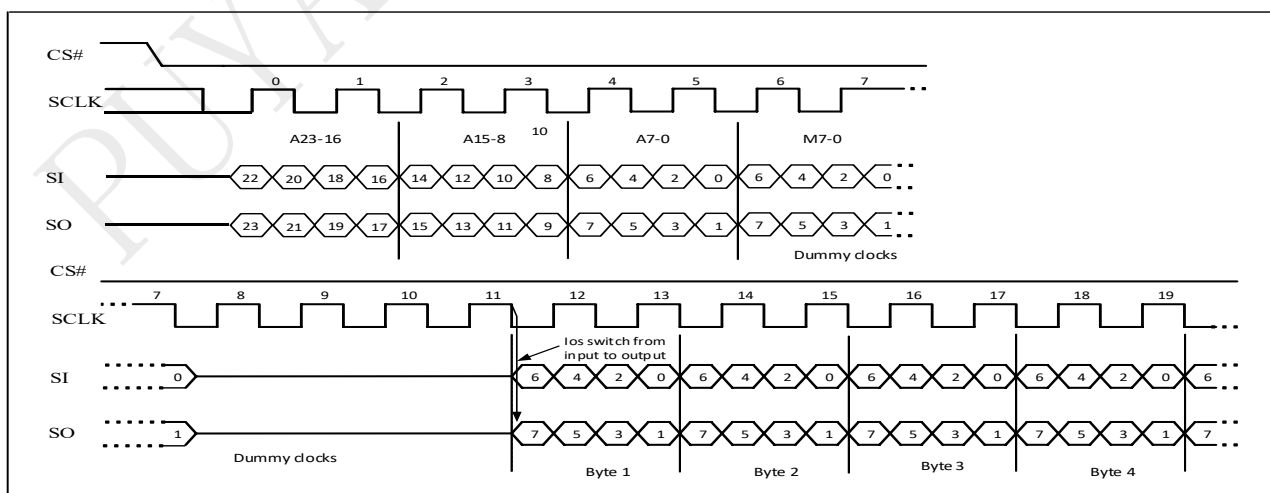 PUYA
CS#
0 1 2 3 4 5 6 7
SCLK
A23-16 A15-8 10 A7-0 M7-0
SI 22 20 18 16 14 12 10 8 6 4 2 0 6 4 2 0
SO 23 21 19 17 15 13 11 9 7 5 3 1 7 5 3 1
Dummy clocks
CS#
7 8 9 10 11 12 13 14 15 16 17 18 19
SCLK
Ios switch from
input to output
SI 0 6 4 2 0 6 4 2 0 6 4 2 0 6 4 2 0 6
SO 1 7 5 3 1 7 5 3 1 7 5 3 1 7 5 3 1 7
Dummy clocks Byte 1 Byte 2 Byte 3 Byte 4